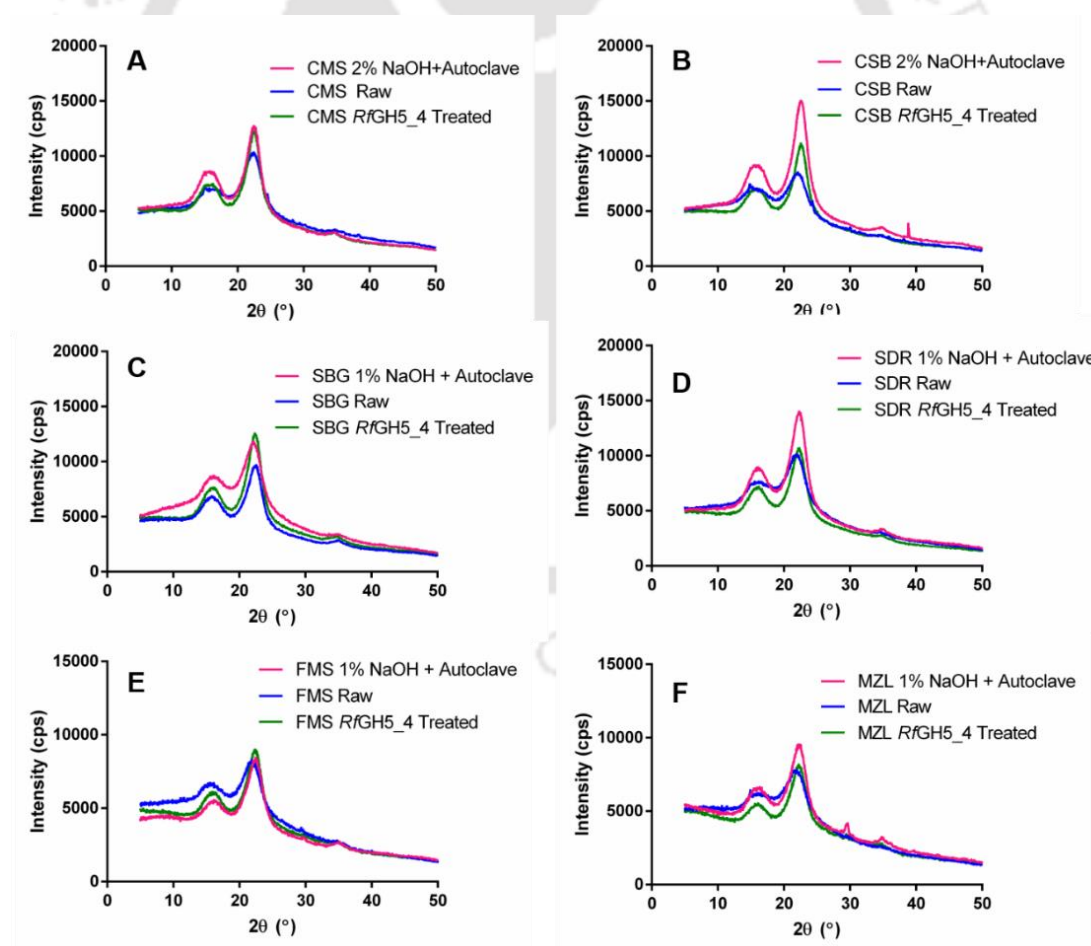 A
CMS 2% NaOH+Autoclave
CMS Raw
CMS RfGH5_4 Treated
Intensity (cps)
20000
15000
10000
5000
0
0 10 20 30 40 50
2θ (°)
B
CSB 2% NaOH+Autoclave
CSB Raw
CSB RfGH5_4 Treated
Intensity (cps)
20000
15000
10000
5000
0
0 10 20 30 40 50
2θ (°)
C
SBG 1% NaOH + Autoclave
SBG Raw
SBG RfGH5_4 Treated
Intensity (cps)
20000
15000
10000
5000
0
0 10 20 30 40 50
2θ (°)
D
SDR 1% NaOH + Autoclave
SDR Raw
SDR RfGH5_4 Treated
Intensity (cps)
20000
15000
10000
5000
0
0 10 20 30 40 50
2θ (°)
E
FMS 1% NaOH + Autoclave
FMS Raw
FMS RfGH5_4 Treated
Intensity (cps)
15000
10000
5000
0
0 10 20 30 40 50
2θ (°)
F
MZL 1% NaOH + Autoclave
MZL Raw
MZL RfGH5_4 Treated
Intensity (cps)
15000
10000
5000
0
0 10 20 30 40 50
2θ (°)